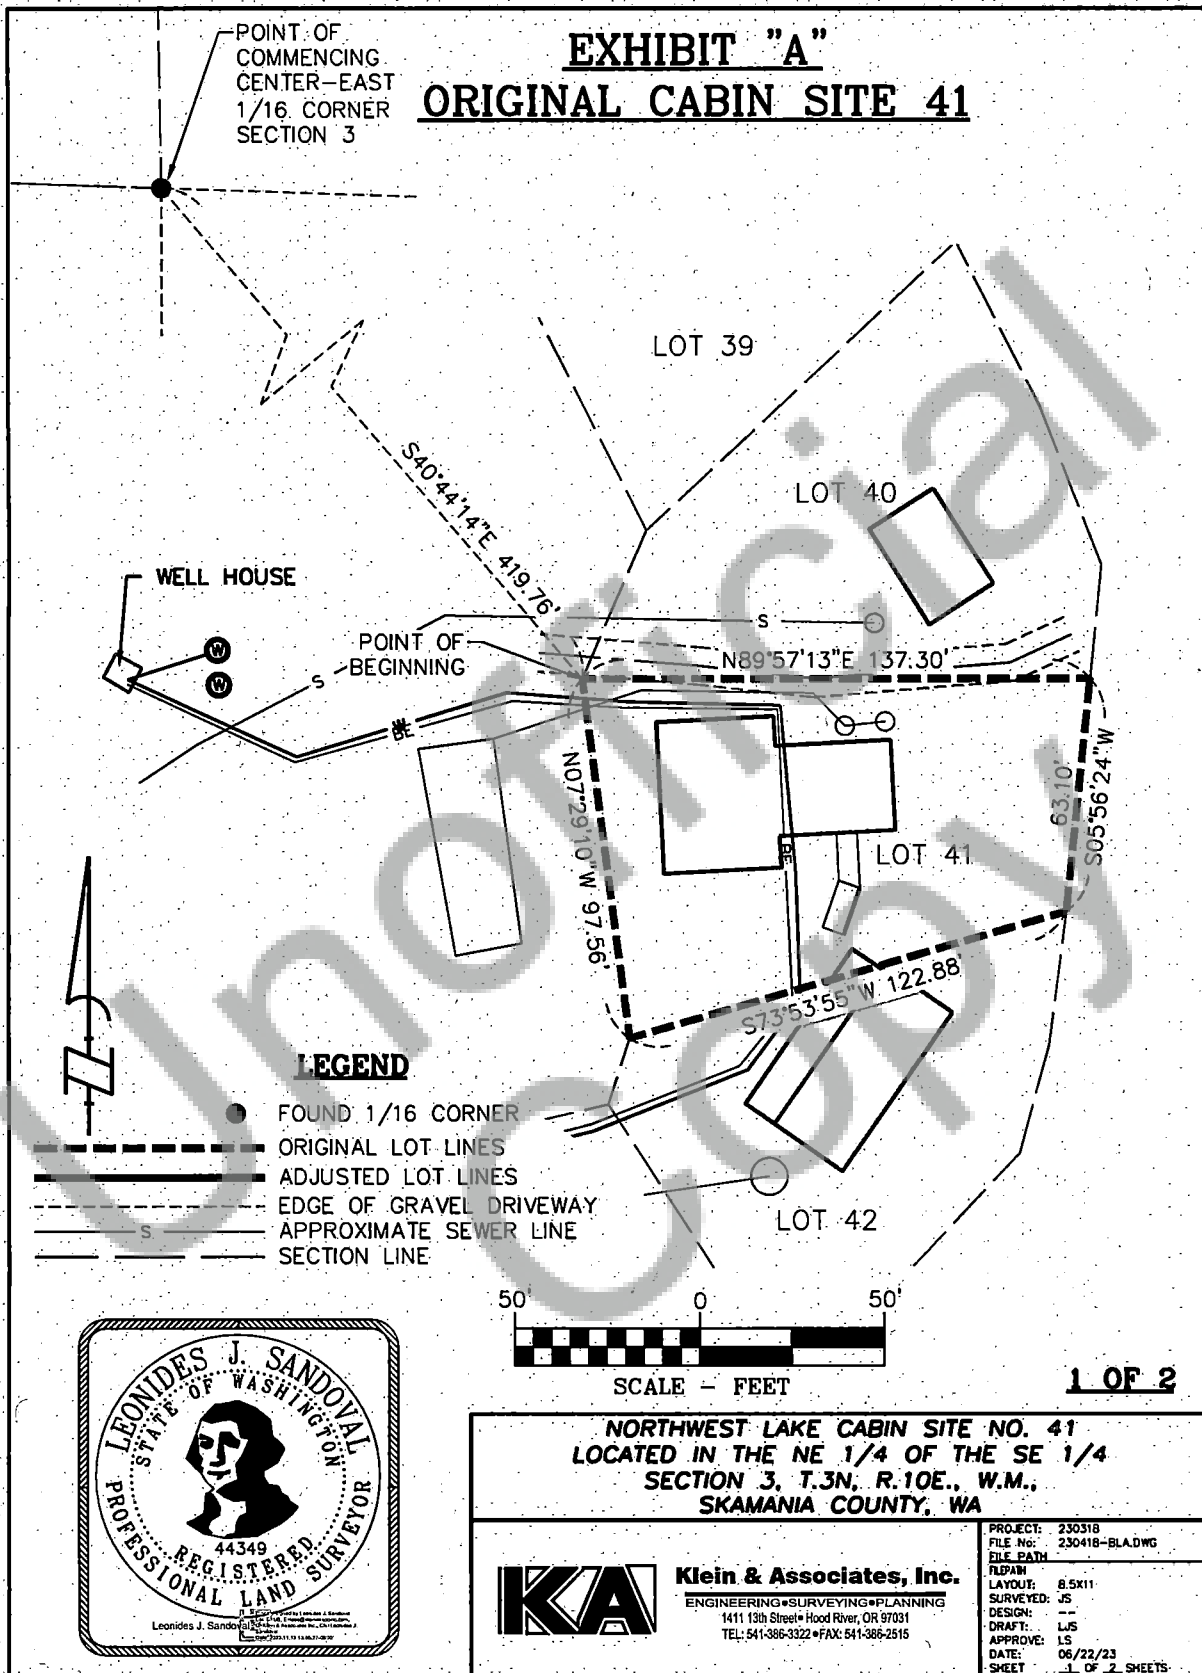 POINT OF
COMMENCING
CENTER-EAST
1/16 CORNER
SECTION 3
EXHIBIT "A"
ORIGINAL CABIN SITE 41
LOT 39
LOT 40
S40°44'14"E 419.76'
WELL HOUSE
W
W
S
POINT OF
BEGINNING
S
N89°57'13"E 137.30'
W
BE
N07°29'10"W 97.56'
BE
LOT 41
63.10'
S05°56'24"W
S73°53'55"W 122.88'
LOT 42
LEGEND
FOUND 1/16 CORNER
ORIGINAL LOT LINES
ADJUSTED LOT LINES
EDGE OF GRAVEL DRIVEWAY
S APPROXIMATE SEWER LINE
SECTION LINE
50' 0 50'
SCALE - FEET
1 OF 2
LEONIDES J. SANDOVAL
STATE OF WASHINGTON
44349
REGISTERED
PROFESSIONAL LAND SURVEYOR
Leonides J. Sandoval
NORTHWEST LAKE CABIN SITE NO. 41
LOCATED IN THE NE 1/4 OF THE SE 1/4
SECTION 3, T.3N, R.10E., W.M.,
SKAMANIA COUNTY, WA
KA
Klein & Associates, Inc.
ENGINEERING•SURVEYING•PLANNING
1411 13th Street• Hood River, OR 97031
TEL: 541-386-3322•FAX: 541-386-2515
PROJECT: 230318
FILE No: 230418-BLA.DWG
FILE PATH
FILEPATH
LAYOUT: 8.5X11
SURVEYED: JS
DESIGN: --
DRAFT: LJS
APPROVE: LS
DATE: 06/22/23
SHEET 1 OF 2 SHEETS
Unofficial
Copy